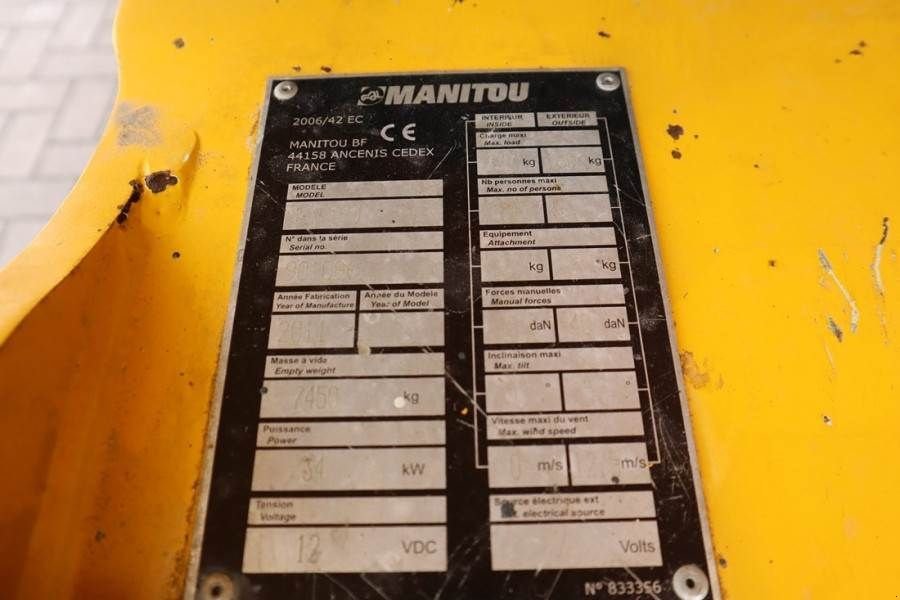 MANITOU
2006/42 EC
CE
MANITOU BF
44158 ANCENIS CEDEX
FRANCE
MODÈLE
MODEL
N° dans la série
Serial no.
Année Fabrication
Year of Manufacture
Année du Modèle
Year of Model
2011
Masse à vide
Empty weight
7450 kg
Puissance
Power
34 kW
Tension
Voltage
12 VDC
INTERIEUR
INSIDE
EXTERIEUR
OUTSIDE
Charge maxi
Max. load
kg
kg
Nb personnes maxi
Max. no of persons
Equipement
Attachment
kg
kg
Forces manuelles
Manual forces
daN
daN
Inclinaison maxi
Max. tilt
°
°
Vitesse maxi du vent
Max. wind speed
0 m/s
m/s
Source électrique ext
electrical source
Volts
N° 833356